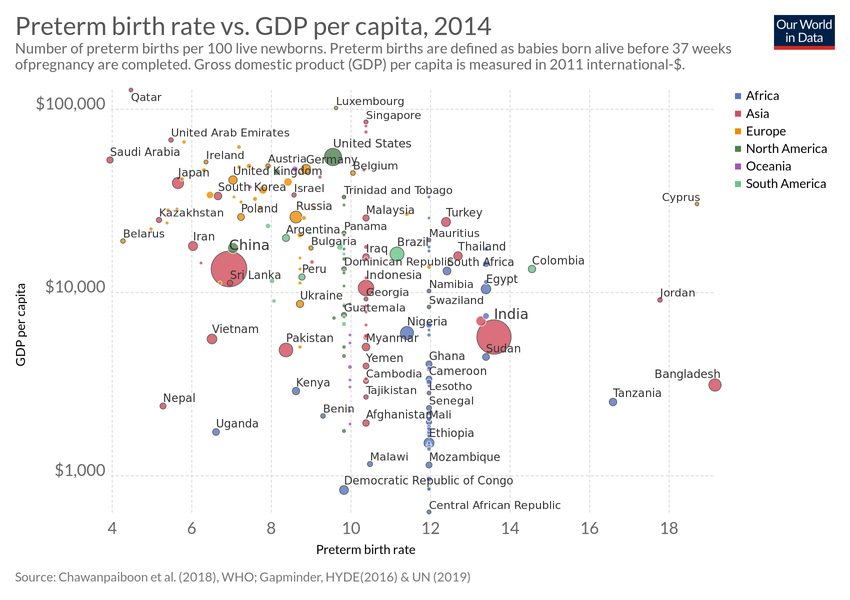 Preterm birth rate vs. GDP per capita, 2014
Our World
in Data
Number of preterm births per 100 live newborns. Preterm births are defined as babies born alive before 37 weeks
ofpregnancy are completed. Gross domestic product (GDP) per capita is measured in 2011 international-$.
Africa
Asia
Europe
North America
Oceania
South America
GDP per capita
$100,000
$10,000
$1,000
Qatar
Luxembourg
Singapore
United Arab Emirates
United States
Saudi Arabia
Ireland
Austria
Germany
Belgium
Japan
United Kingdom
South Korea
Israel
Trinidad and Tobago
Cyprus
Kazakhstan
Poland
Russia
Malaysia
Turkey
Belarus
Argentina
Panama
Mauritius
Iran
China
Bulgaria
Iraq
Brazil
Thailand
Sri Lanka
Peru
Dominican Republic
South Africa
Colombia
Indonesia
Egypt
Namibia
Jordan
Ukraine
Georgia
Swaziland
Guatemala
Nigeria
India
Vietnam
Pakistan
Myanmar
Sudan
Yemen
Ghana
Cambodia
Cameroon
Bangladesh
Kenya
Tajikistan
Lesotho
Tanzania
Nepal
Benin
Senegal
Afghanistan
Mali
Uganda
Ethiopia
Malawi
Mozambique
Democratic Republic of Congo
Central African Republic
4 6 8 10 12 14 16 18
Preterm birth rate
Source: Chawanpaiboon et al. (2018), WHO; Gapminder, HYDE(2016) & UN (2019)